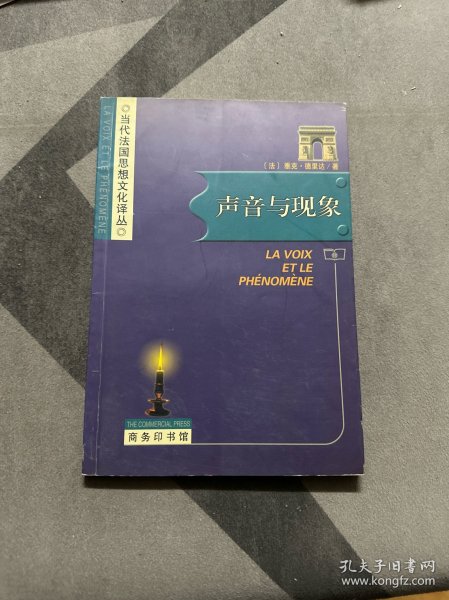 LA VOIX ET LE PHÉNOMÈNE
◎当代法国思想文化译丛◎
〔法〕雅克·德里达/著
声音与现象
LA VOIX
ET LE
PHÉNOMÈNE
THE COMMERCIAL PRESS
商务印书馆
孔夫子旧书网
www.kongfz.com